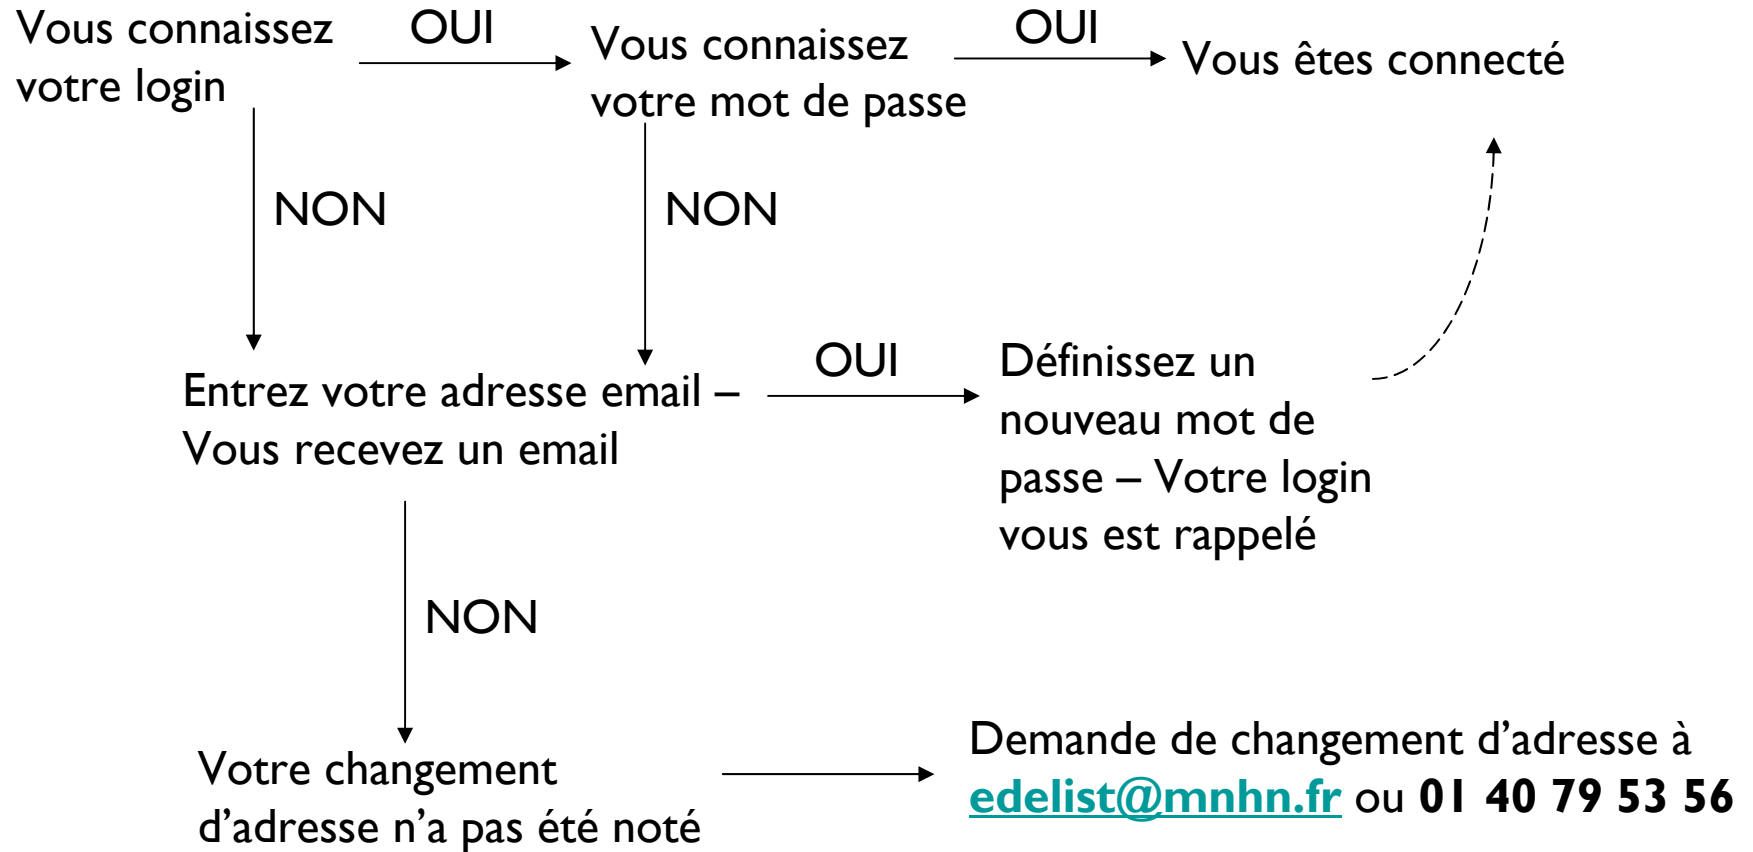 Vous connaissez
votre login
OUI
Vous connaissez
votre mot de passe
OUI
Vous êtes connecté
NON
NON
Entrez votre adresse email –
Vous recevez un email
OUI
Définissez un
nouveau mot de
passe – Votre login
vous est rappelé
NON
Votre changement
d’adresse n’a pas été noté
Demande de changement d’adresse à
edelist@mnhn.fr ou 01 40 79 53 56